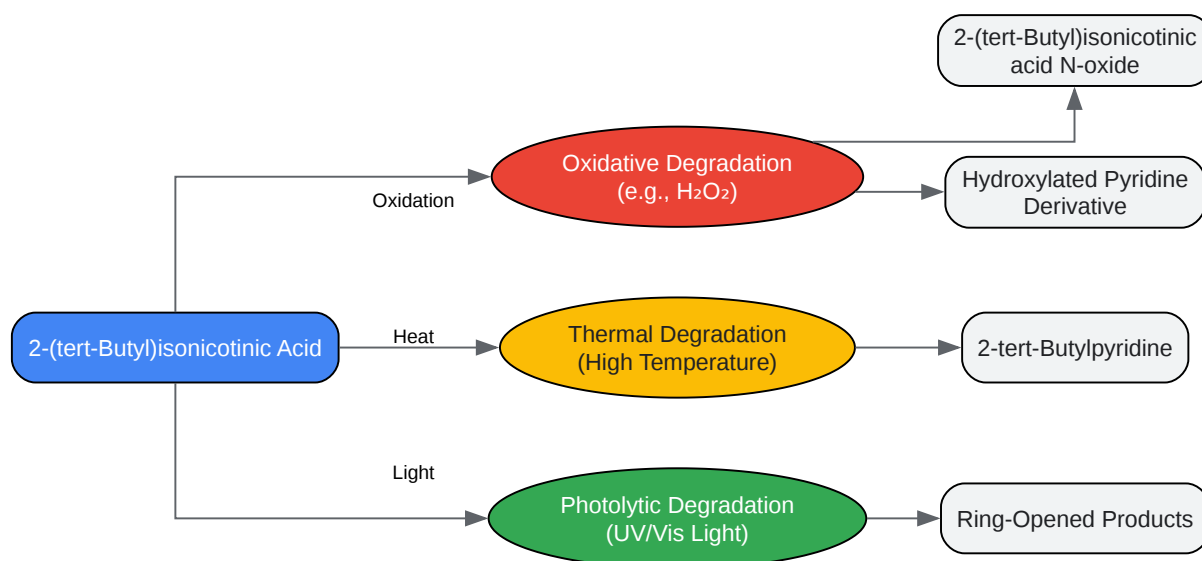 2-(tert-Butyl)isonicotinic
acid N-oxide
Oxidative Degradation
(e.g., H₂O₂)
Hydroxylated Pyridine
Derivative
Oxidation
2-(tert-Butyl)isonicotinic Acid
Heat
Thermal Degradation
(High Temperature)
2-tert-Butylpyridine
Light
Photolytic Degradation
(UV/Vis Light)
Ring-Opened Products